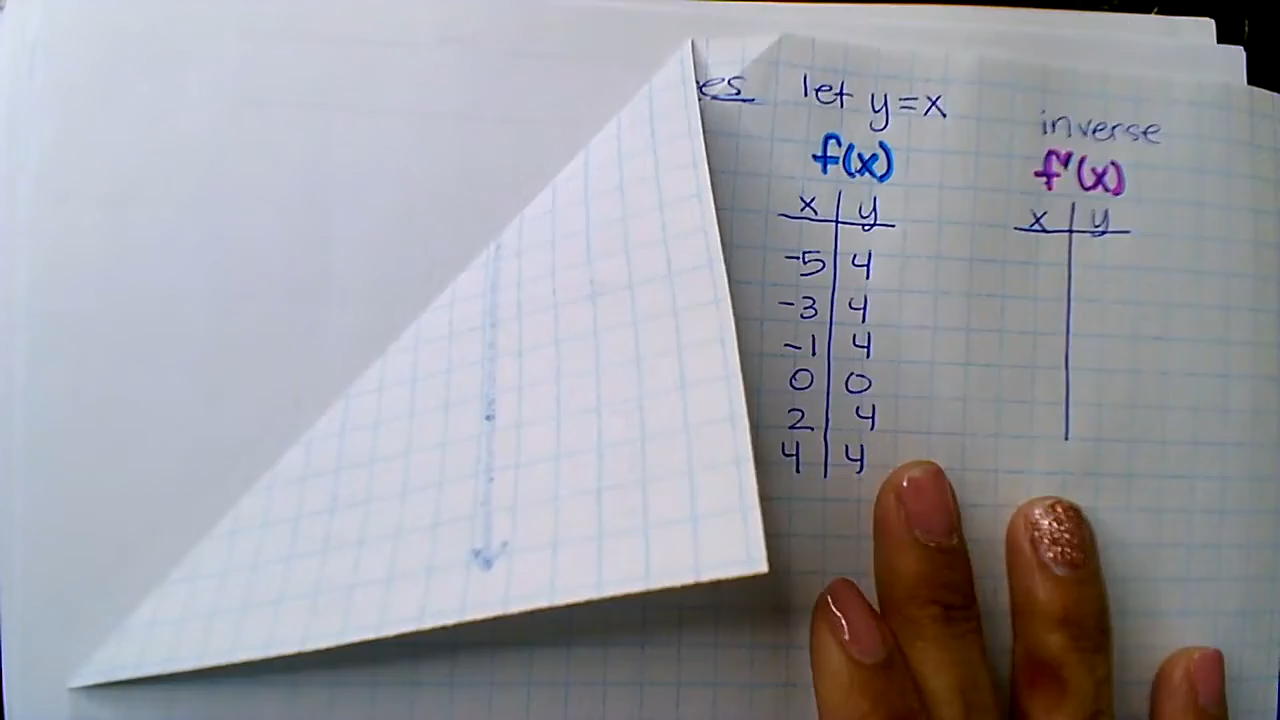 es let y=x
inverse
f(x) f'(x)
x y x y
-5 4
-3 4
-1 4
0 0
2 4
4 4